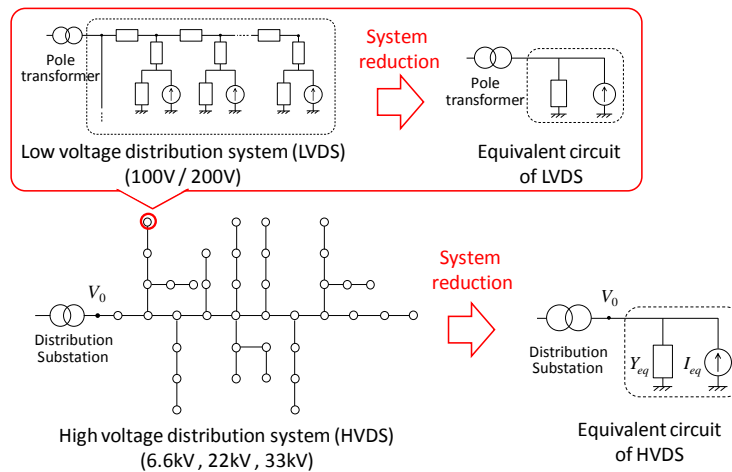 Pole
transformer
Low voltage distribution system (LVDS)
(100V / 200V)
System
reduction
Pole
transformer
Equivalent circuit
of LVDS
V0
Distribution
Substation
High voltage distribution system (HVDS)
(6.6kV , 22kV , 33kV)
System
reduction
V0
Distribution
Substation
Yeq
Ieq
Equivalent circuit
of HVDS